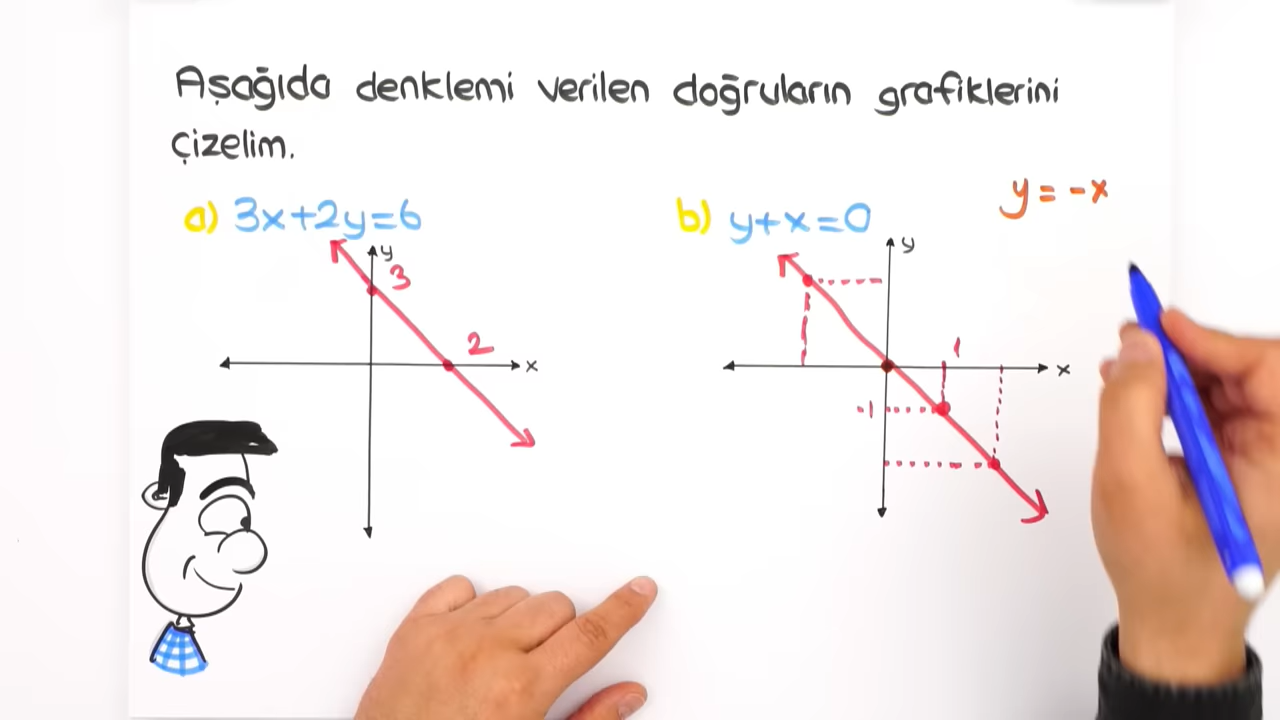 Aşağıda denklemi verilen doğruların grafiklerini
çizelim.
y = -x
a) 3x+2y=6
b) y+x=0
y
3
2
x
y
1
x
-1